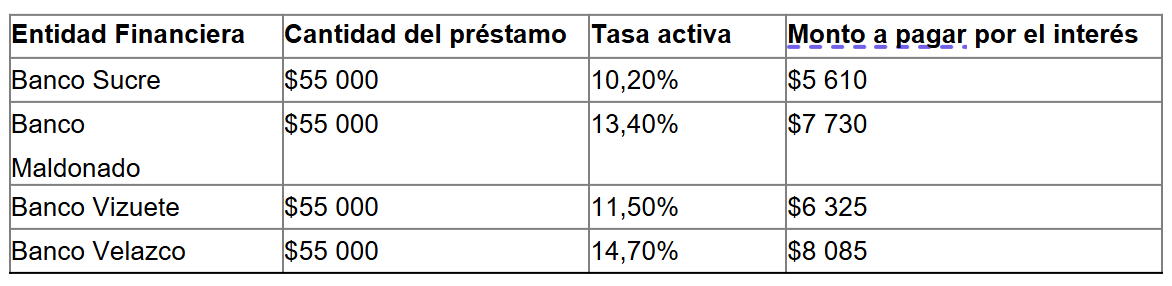 Entidad Financiera Cantidad del préstamo Tasa activa Monto a pagar por el interés
Banco Sucre $55 000 10,20% $5 610
Banco $55 000 13,40% $7 730
Maldonado
Banco Vizuete $55 000 11,50% $6 325
Banco Velazco $55 000 14,70% $8 085